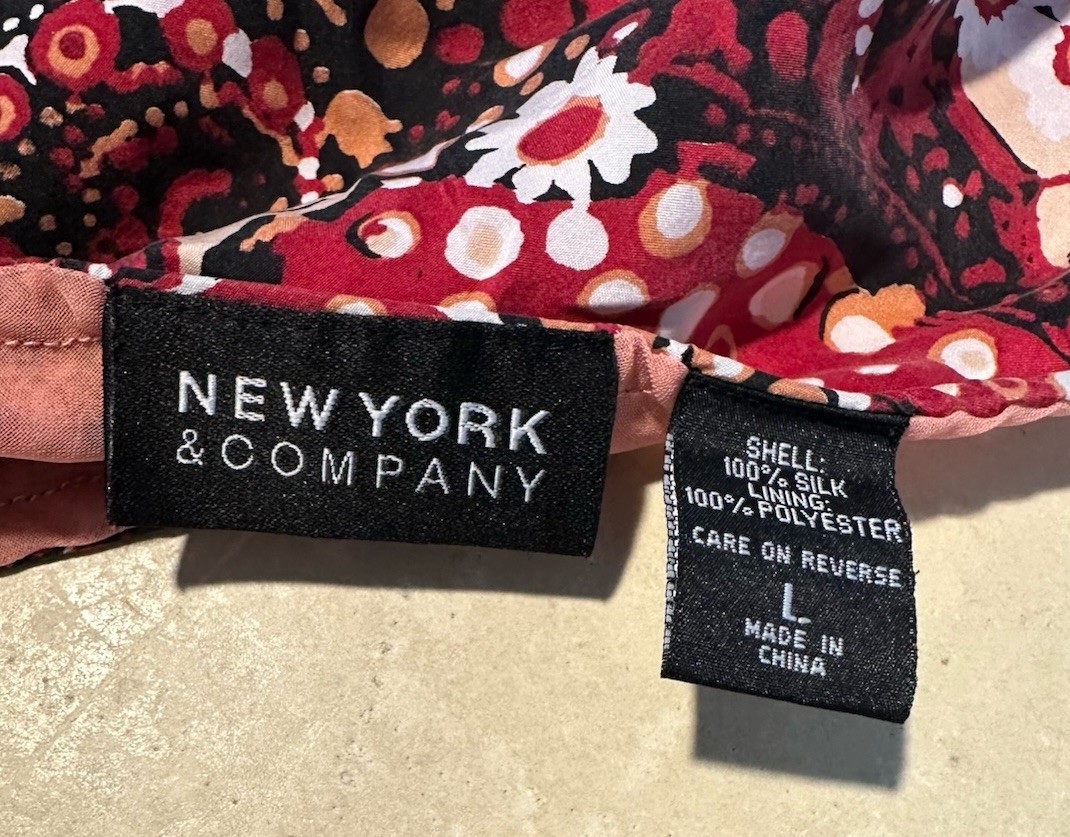 NEW YORK
&COMPANY
SHELL:
100% SILK
LINING:
100% POLYESTER
CARE ON REVERSE
L
MADE IN
CHINA